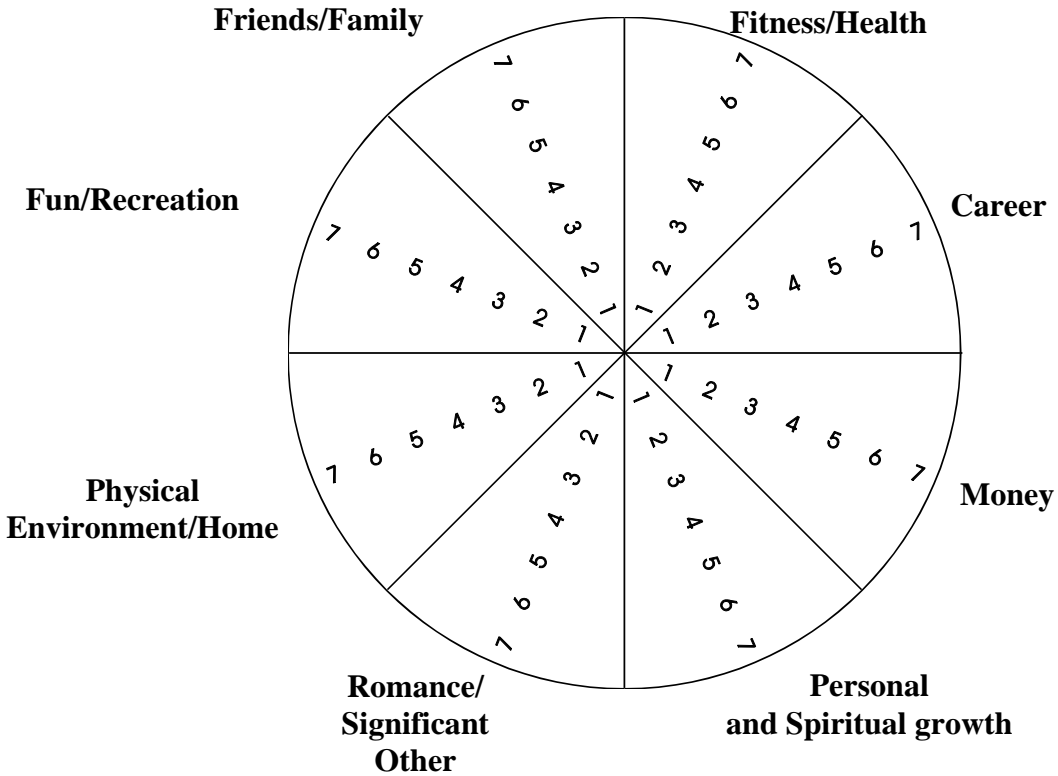 Friends/Family
7 6 5 4 3 2 1
Fitness/Health
1 2 3 4 5 6 7
Fun/Recreation
7 6 5 4 3 2 1
Career
1 2 3 4 5 6 7
Physical
Environment/Home
7 6 5 4 3 2 1
Money
1 2 3 4 5 6 7
Romance/
Significant
Other
7 6 5 4 3 2 1
Personal
and Spiritual growth
1 2 3 4 5 6 7